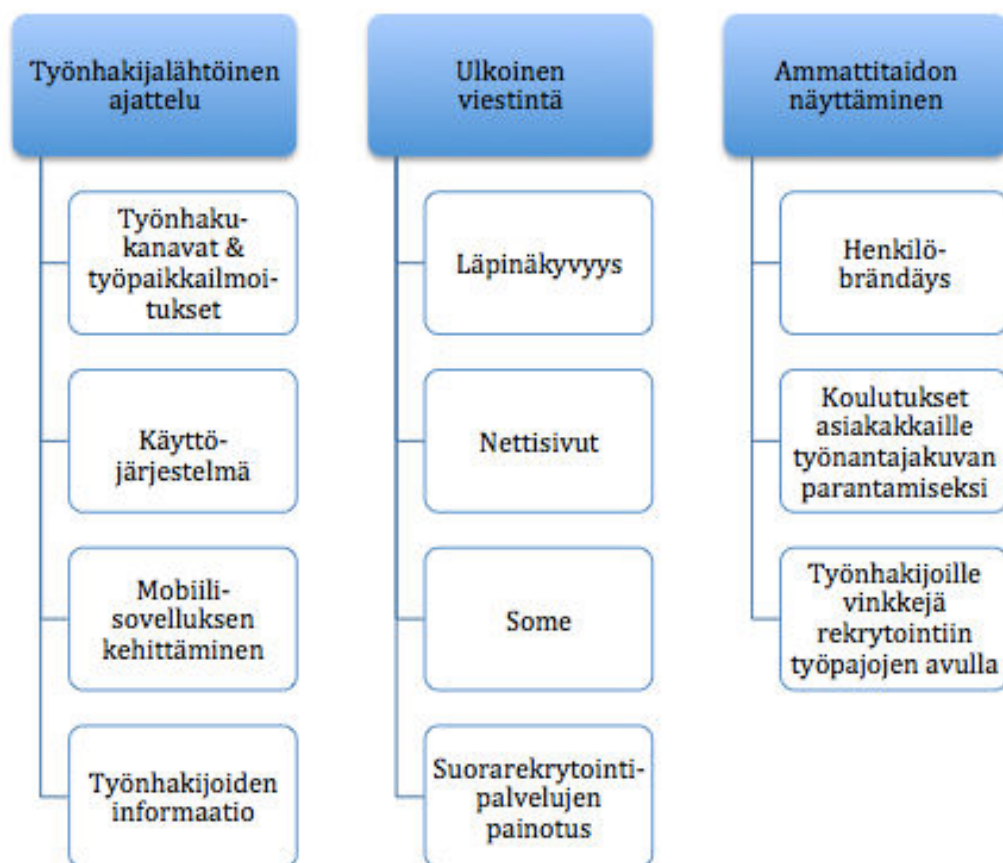 Työnhakijalähtöinen
ajattelu
Työnhaku-
kanavat &
työpaikkailmoi-
tukset
Käyttö-
järjestelmä
Mobiili-
sovelluksen
kehittäminen
Työnhakijoiden
informaatio
Ulkoinen
viestintä
Läpinäkyvyys
Nettisivut
Some
Suorarekrytointi-
palvelujen
painotus
Ammattitaidon
näyttäminen
Henkilö-
brändäys
Koulutukset
asiakakkaille
työnantajakuvan
parantamiseksi
Työnhakijoille
vinkkejä
rekrytointiin
työpajojen avulla